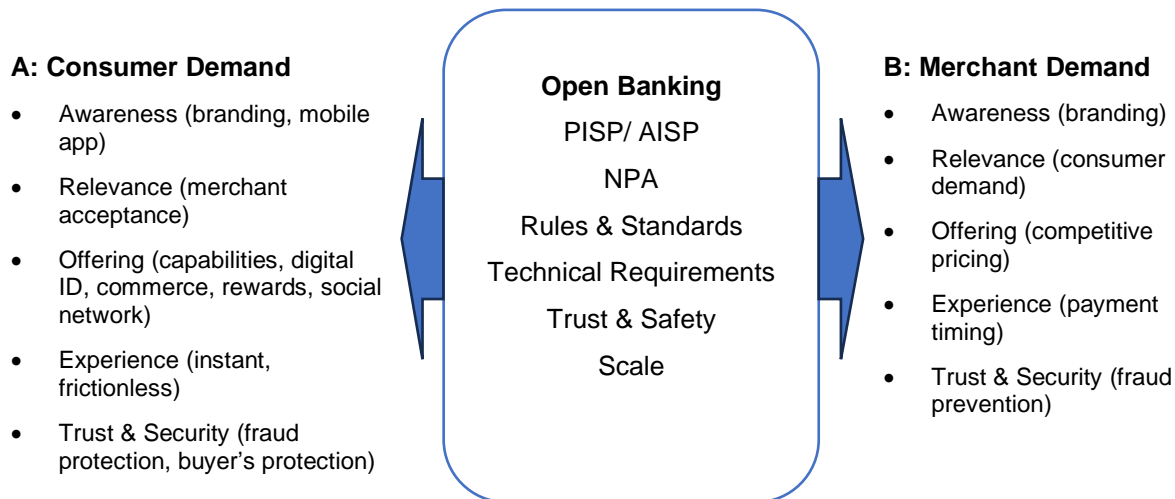 A: Consumer Demand
• Awareness (branding, mobile
app)
• Relevance (merchant
acceptance)
• Offering (capabilities, digital
ID, commerce, rewards, social
network)
• Experience (instant,
frictionless)
• Trust & Security (fraud
protection, buyer's protection)
Open Banking
PISP/ AISP
NPA
Rules & Standards
Technical Requirements
Trust & Safety
Scale
B: Merchant Demand
• Awareness (branding)
• Relevance (consumer
demand)
• Offering (competitive
pricing)
• Experience (payment
timing)
• Trust & Security (fraud
prevention)